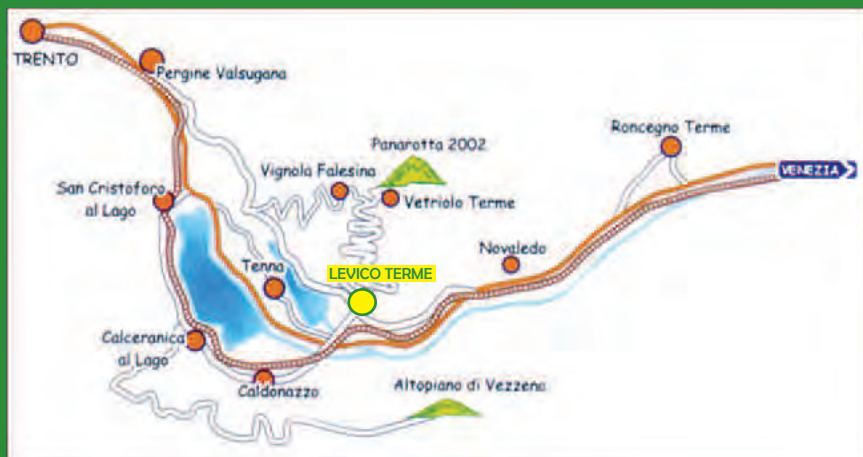 TRENTO
Pergine Valsugana
Roncegno Terme
Panarotta 2002
VENEZIA
Vignola Falesina
San Cristoforo
al Lago
Vetriolo Terme
Novaledo
Tenna
LEVICO TERME
Calceranica
al Lago
Caldonazzo
Altopiano di Vezzena